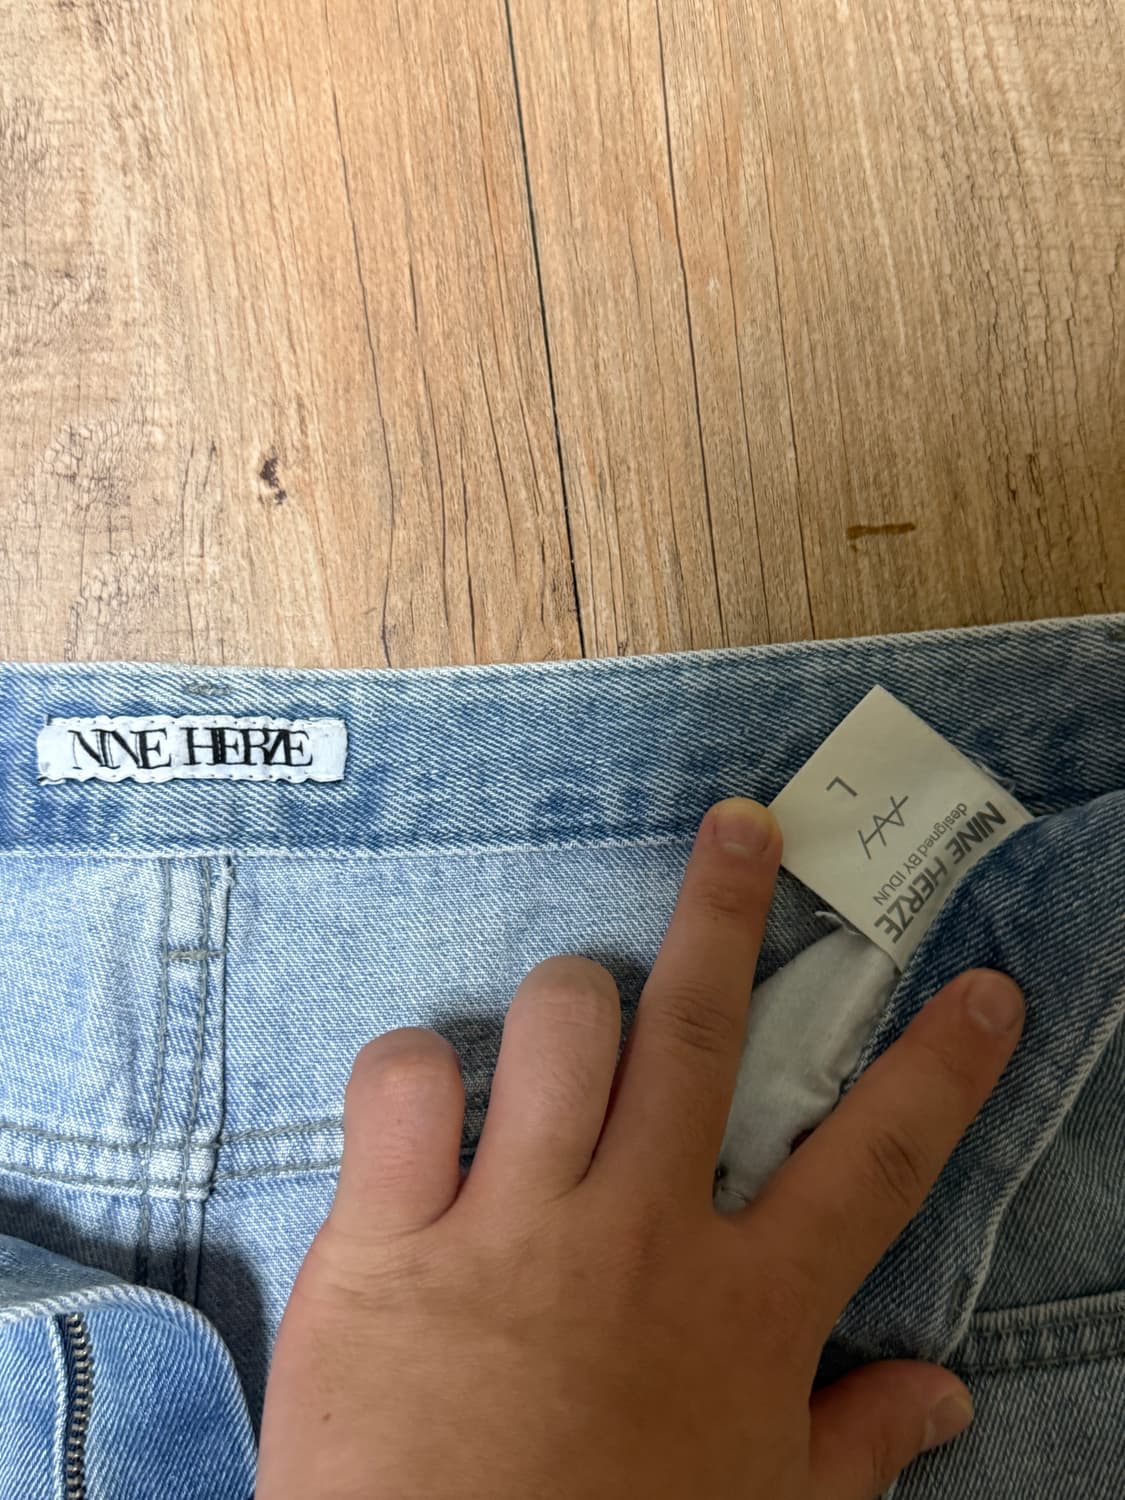 NINE HERZE
NINE HERZE
designed BY IDUN
L